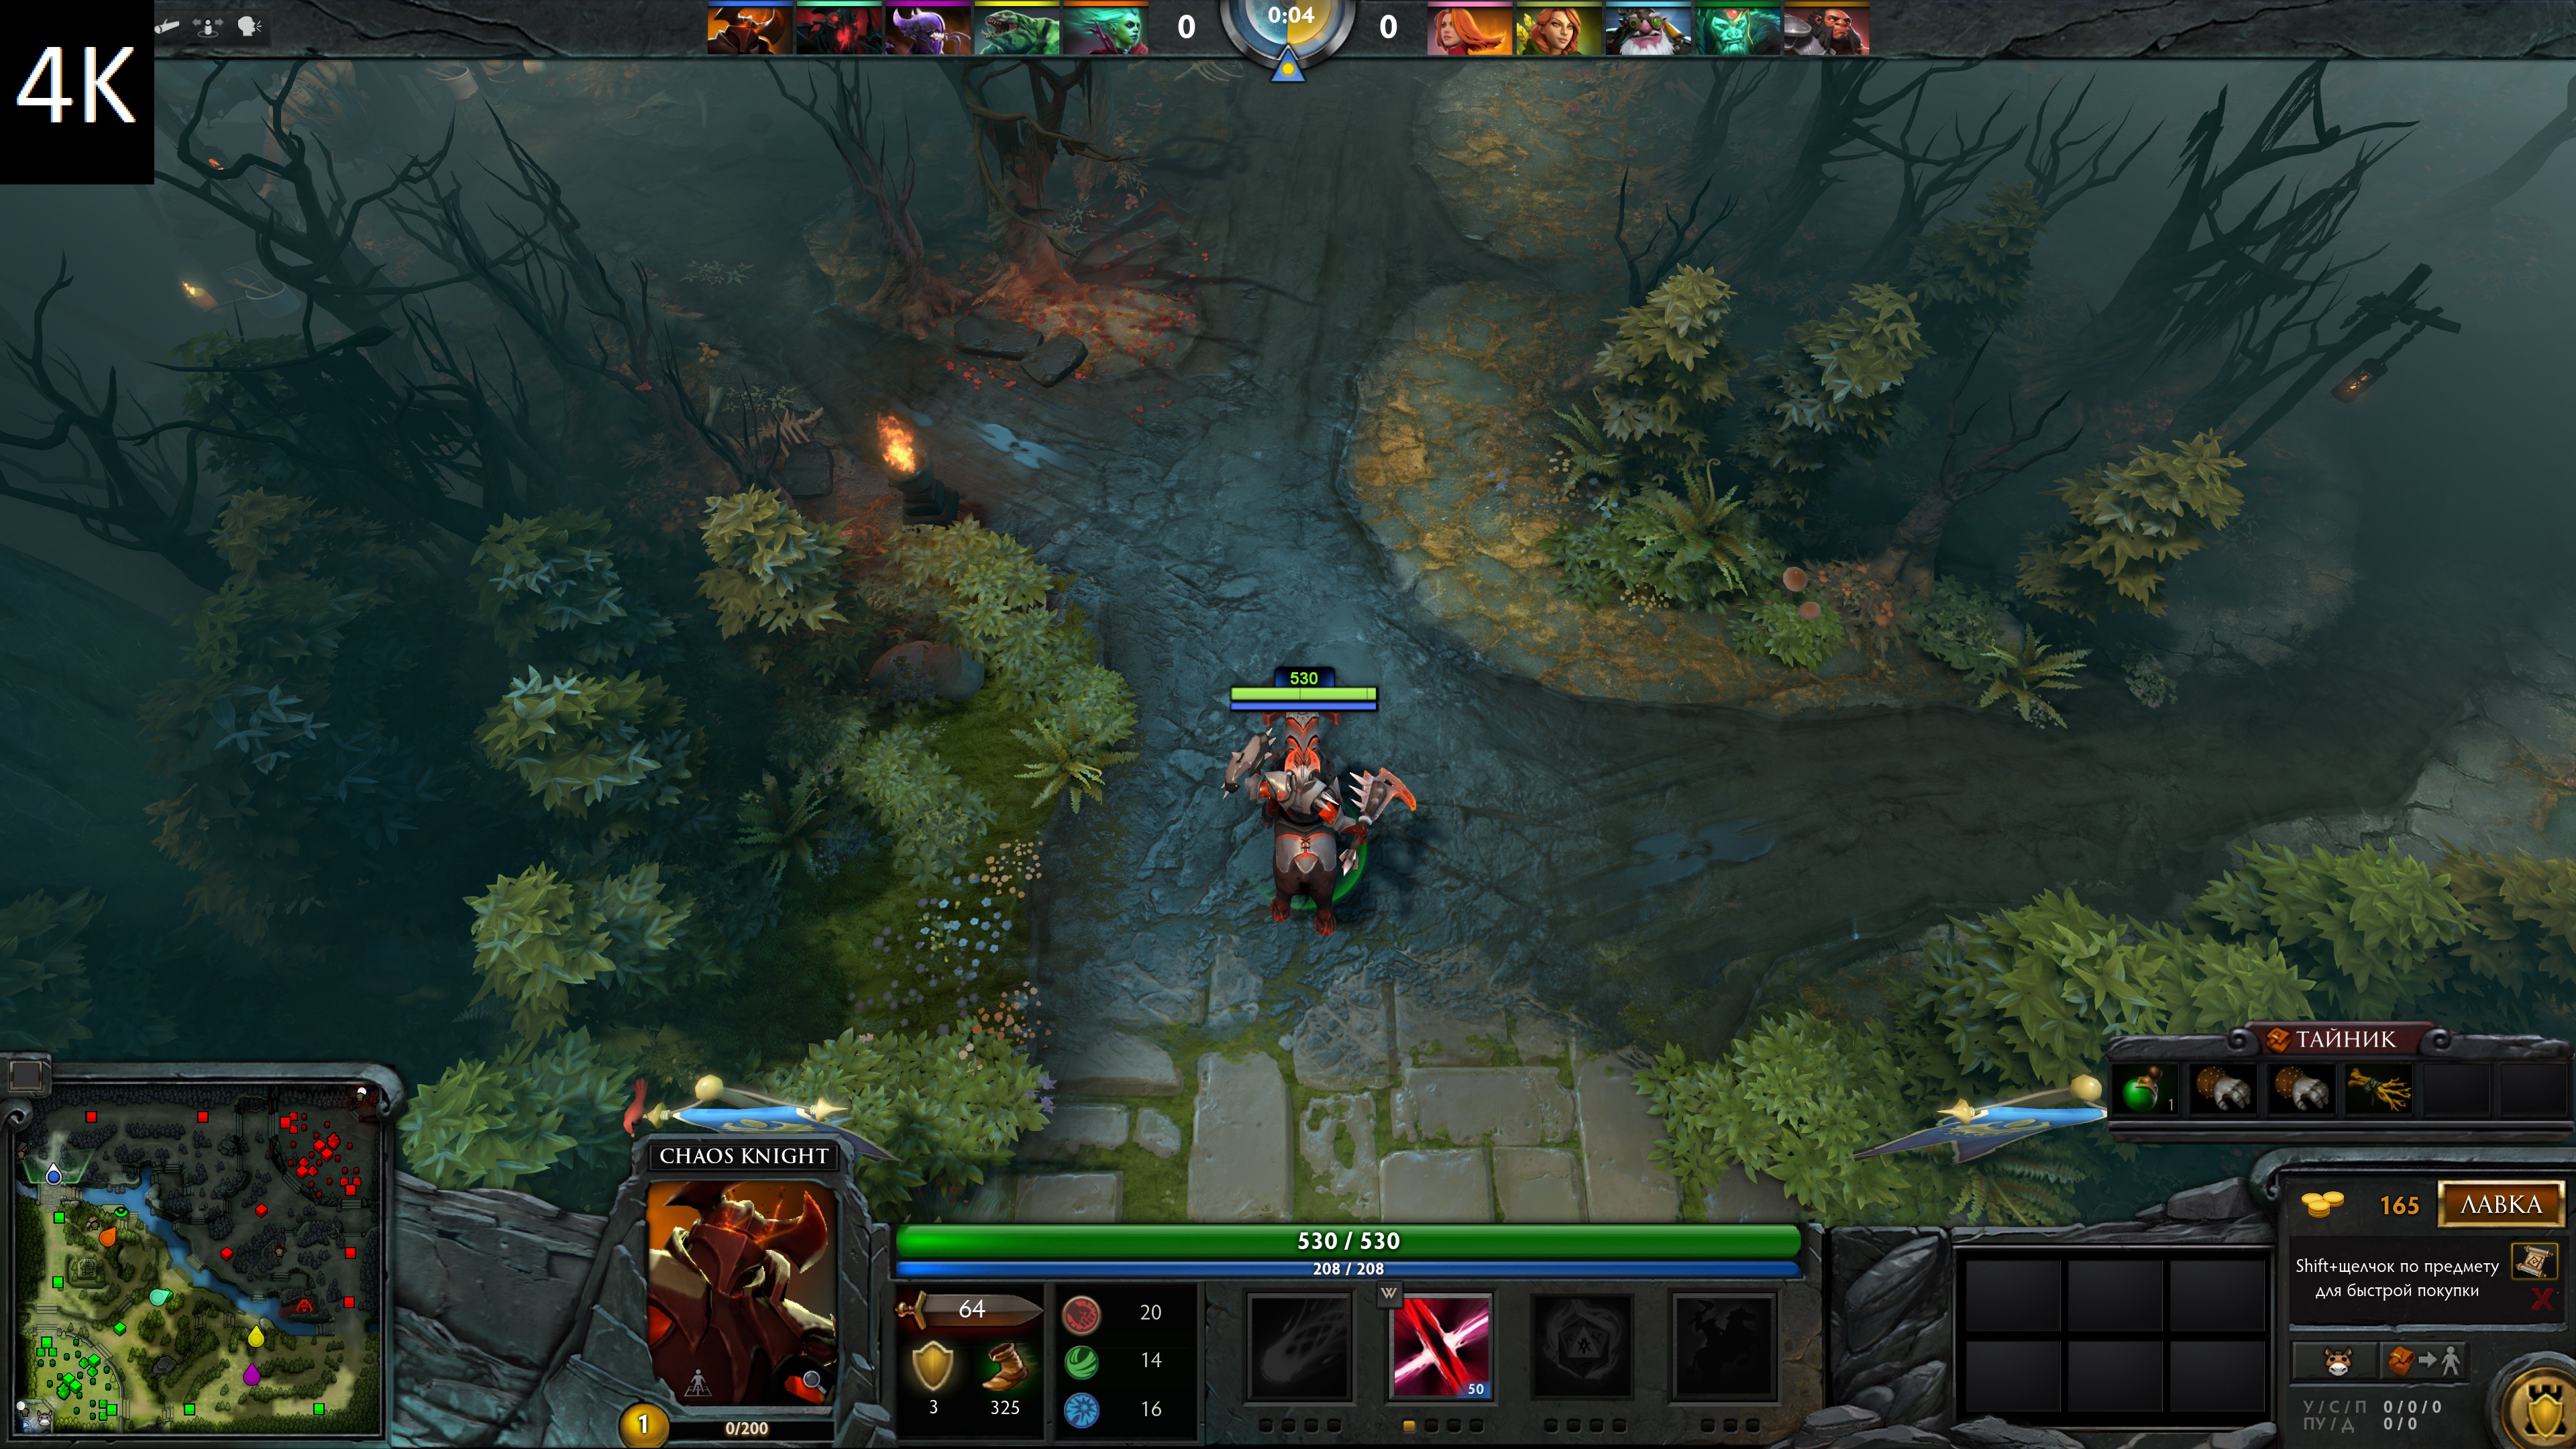 4K
0
0:04
0
530
ТАЙНИК
1
CHAOS KNIGHT
530 / 530
208 / 208
165
ЛАВКА
Shift+щелчок по предмету
для быстрой покупки
W
64
20
14
16
3
325
50
1
0/200
У / С / П 0 / 0 / 0
ПУ / Д 0 / 0